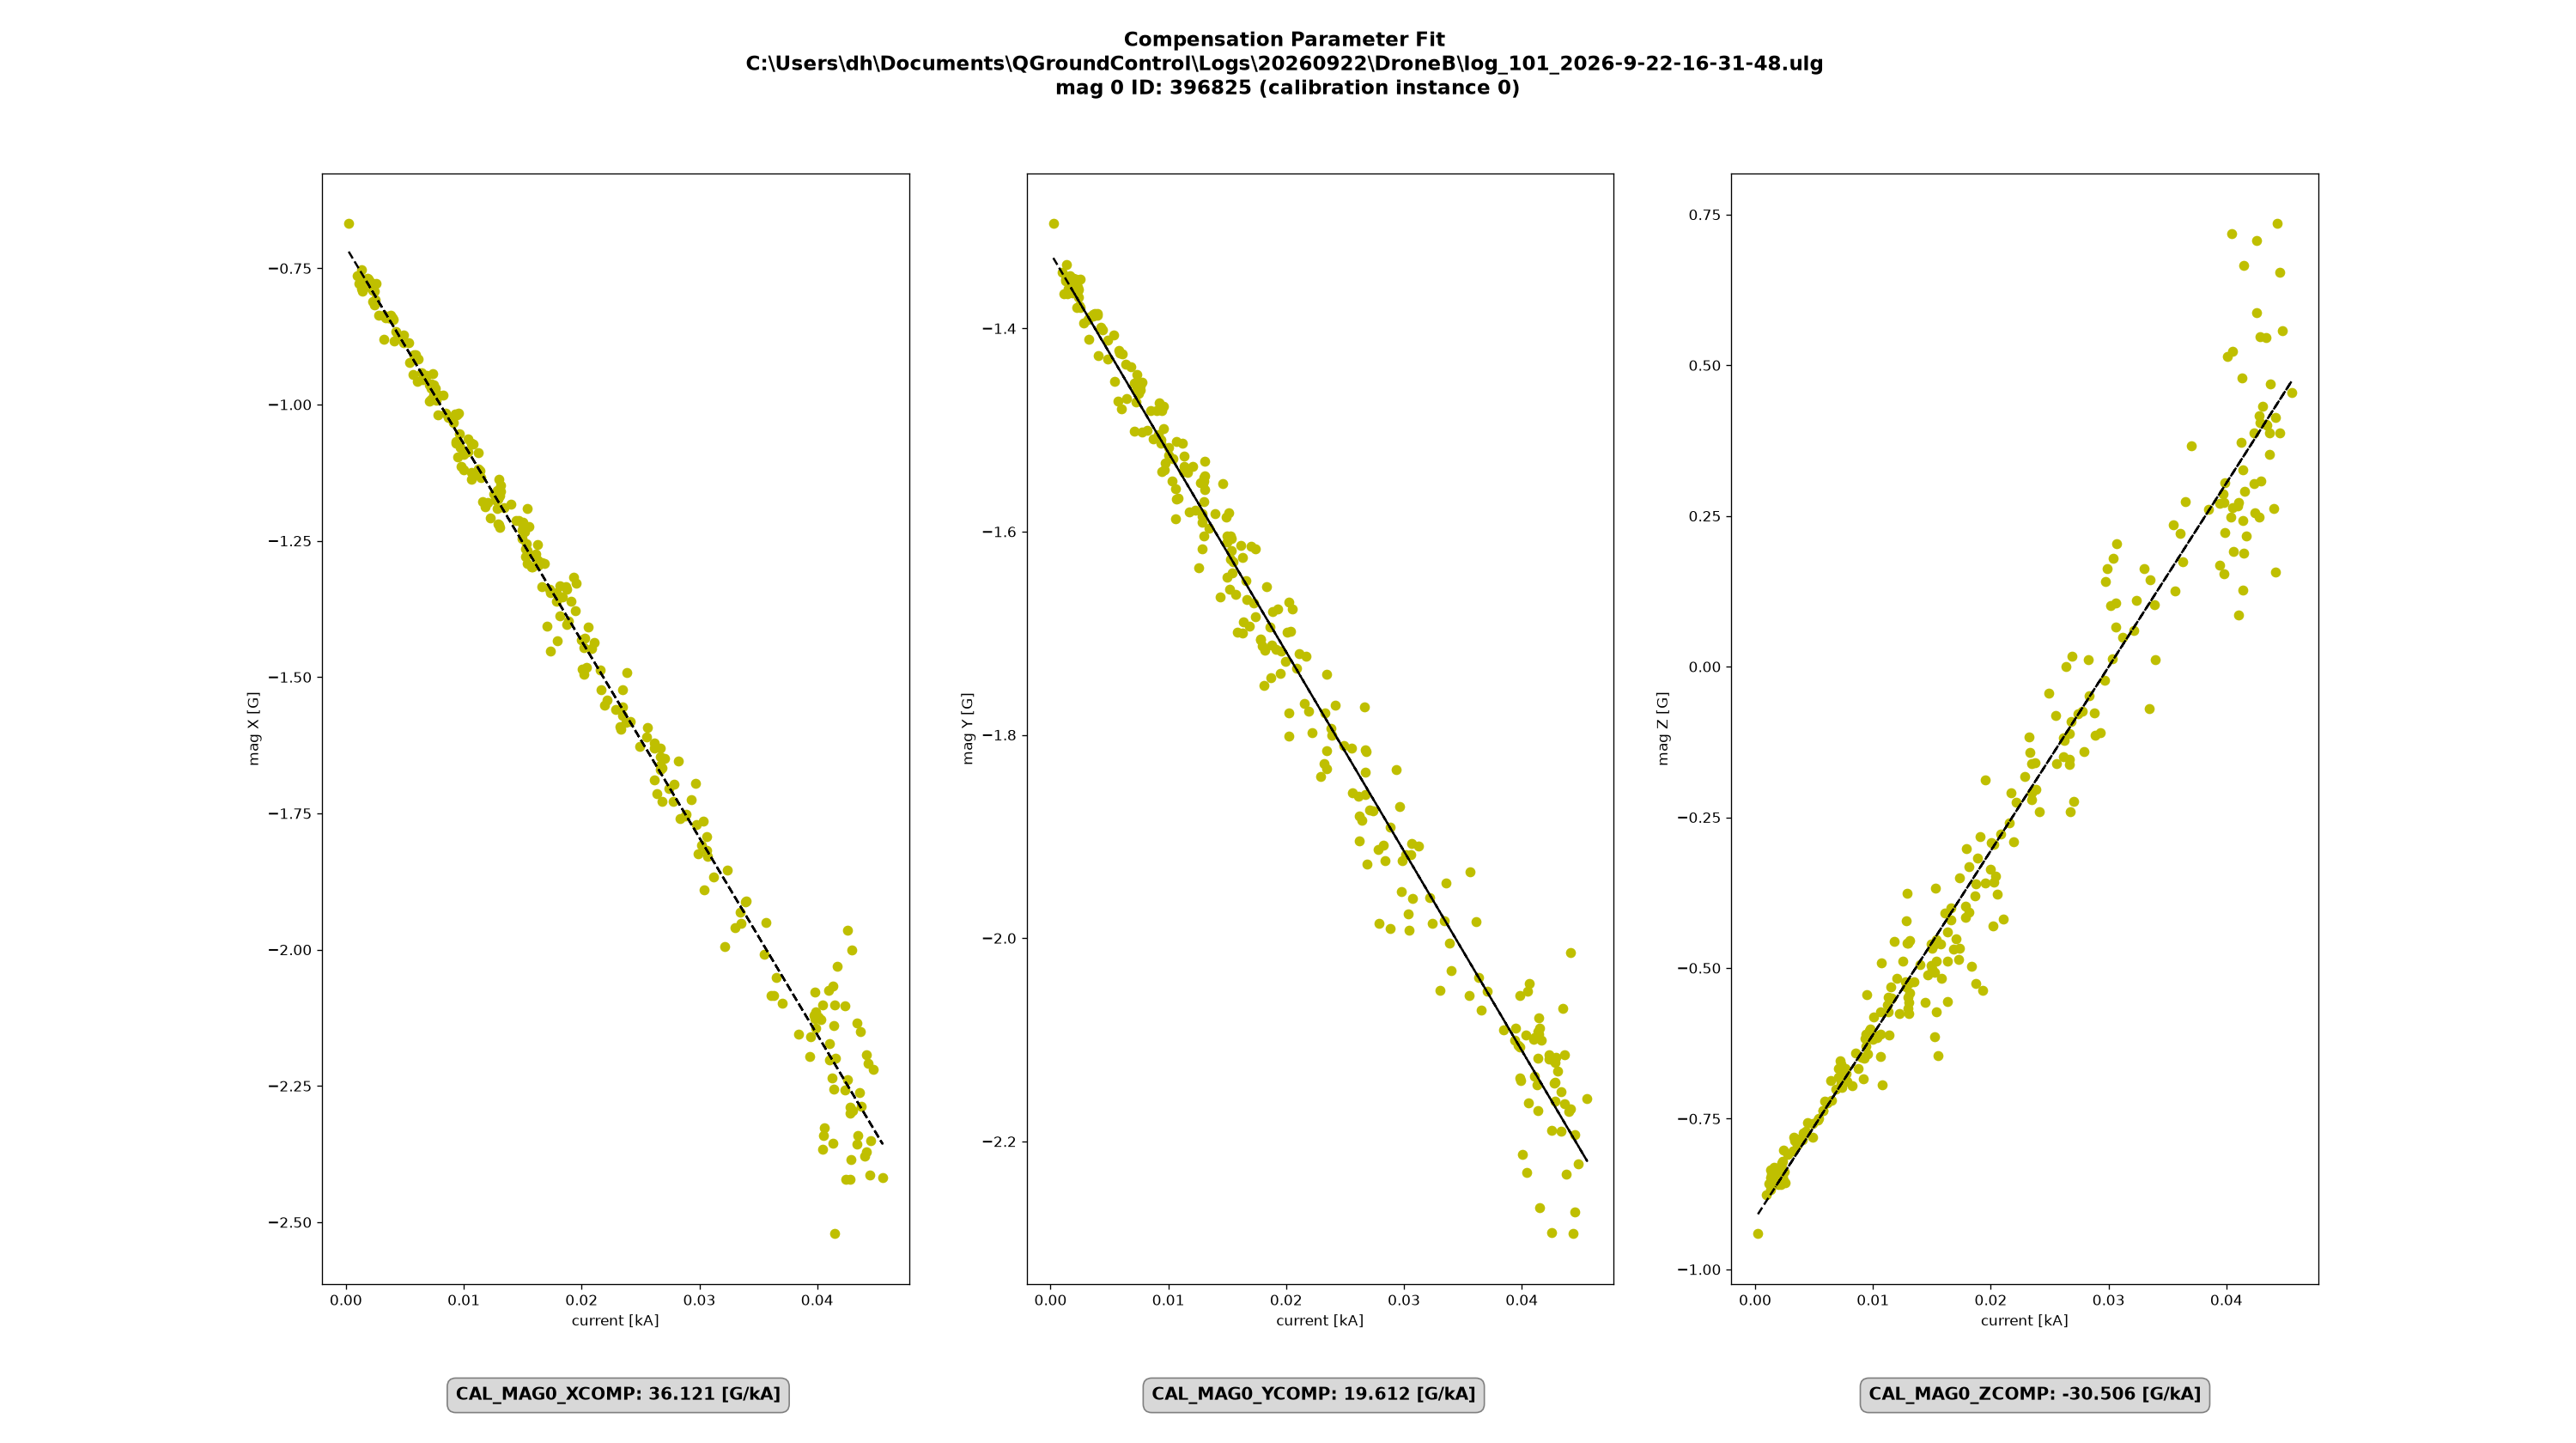 Compensation Parameter Fit
C:\Users\dh\Documents\QGroundControl\Logs\20260922\DroneB\log_101_2026-9-22-16-31-48.ulg
mag 0 ID: 396825 (calibration instance 0)
mag X [G]
−0.75
−1.00
−1.25
−1.50
−1.75
−2.00
−2.25
−2.50
0.00 0.01 0.02 0.03 0.04
current [kA]
CAL_MAG0_XCOMP: 36.121 [G/kA]
mag Y [G]
−1.4
−1.6
−1.8
−2.0
−2.2
0.00 0.01 0.02 0.03 0.04
current [kA]
CAL_MAG0_YCOMP: 19.612 [G/kA]
mag Z [G]
0.75
0.50
0.25
0.00
−0.25
−0.50
−0.75
−1.00
0.00 0.01 0.02 0.03 0.04
current [kA]
CAL_MAG0_ZCOMP: -30.506 [G/kA]